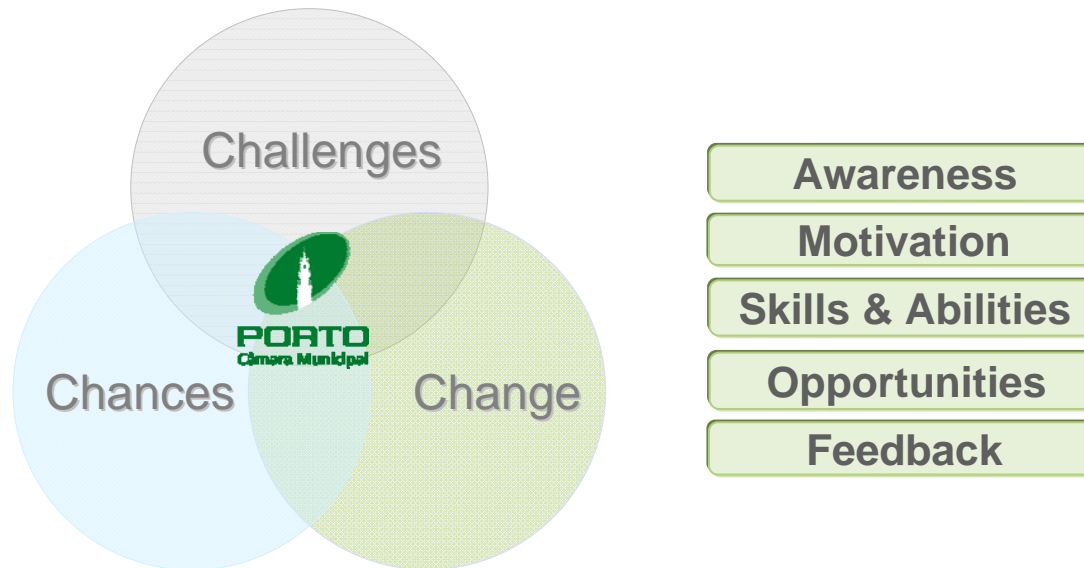 Challenges
PORTO
Câmara Municipal
Chances
Change
Awareness
Motivation
Skills & Abilities
Opportunities
Feedback